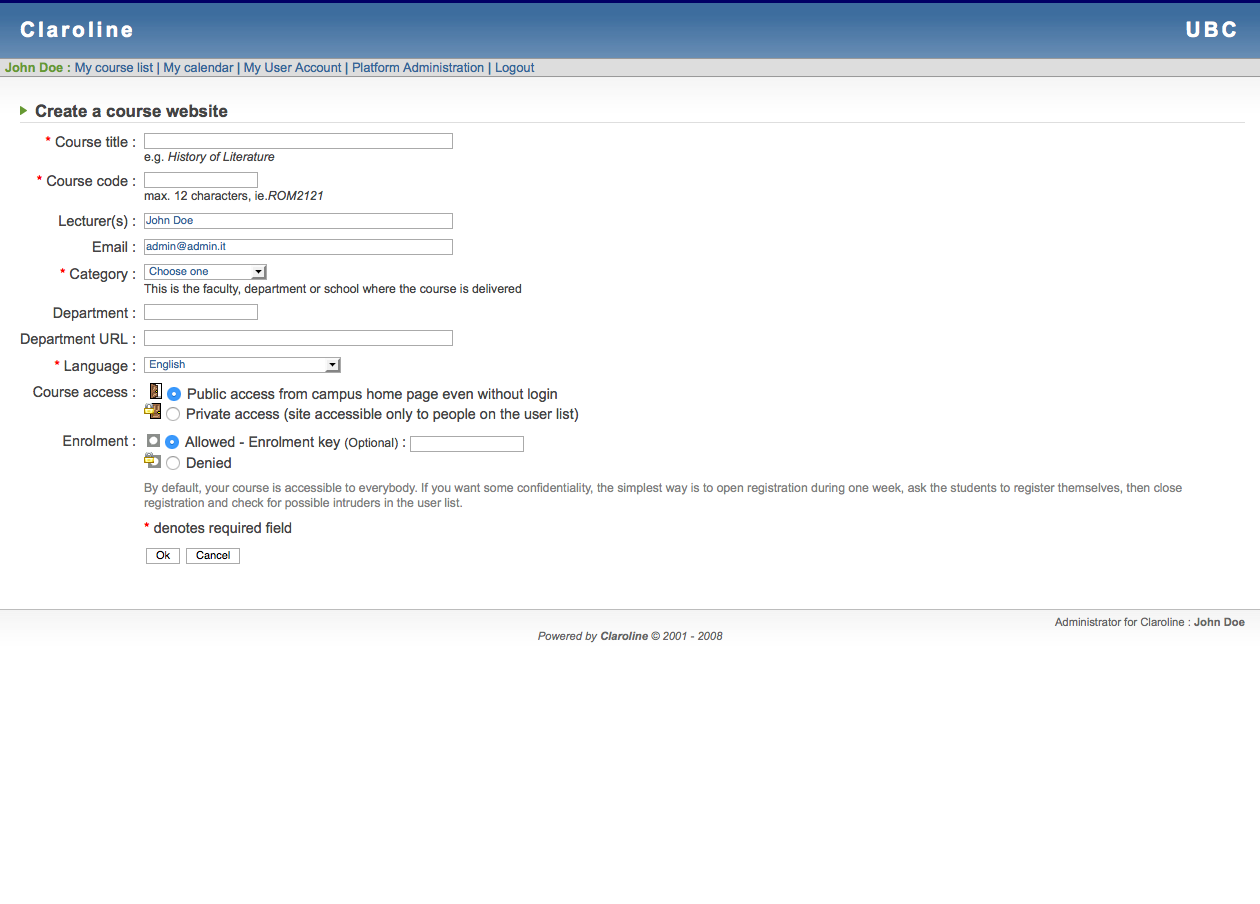 Claroline UBC
John Doe : My course list | My calendar | My User Account | Platform Administration | Logout
Create a course website
* Course title :
e.g. History of Literature
* Course code :
max. 12 characters, ie.ROM2121
Lecturer(s) : John Doe
Email : admin@admin.it
* Category : Choose one
This is the faculty, department or school where the course is delivered
Department :
Department URL :
* Language : English
Course access : Public access from campus home page even without login
Private access (site accessible only to people on the user list)
Enrolment : Allowed - Enrolment key (Optional) :
Denied
By default, your course is accessible to everybody. If you want some confidentiality, the simplest way is to open registration during one week, ask the students to register themselves, then close
registration and check for possible intruders in the user list.
* denotes required field
Ok Cancel
Administrator for Claroline : John Doe
Powered by Claroline © 2001 - 2008